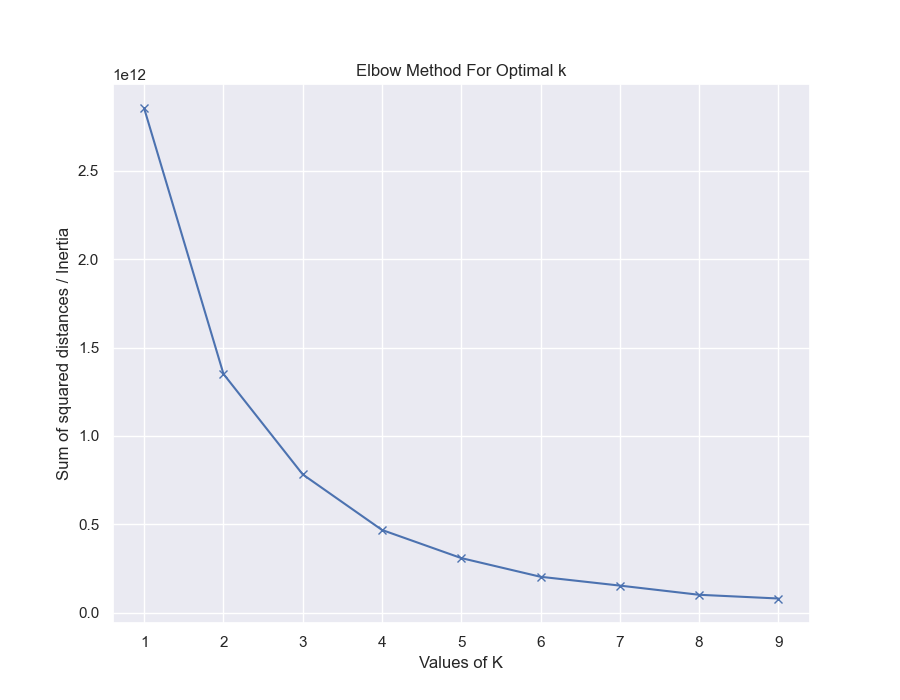 Elbow Method For Optimal k
1e12
2.5
2.0
1.5
1.0
0.5
0.0
Sum of squared distances / Inertia
1 2 3 4 5 6 7 8 9
Values of K